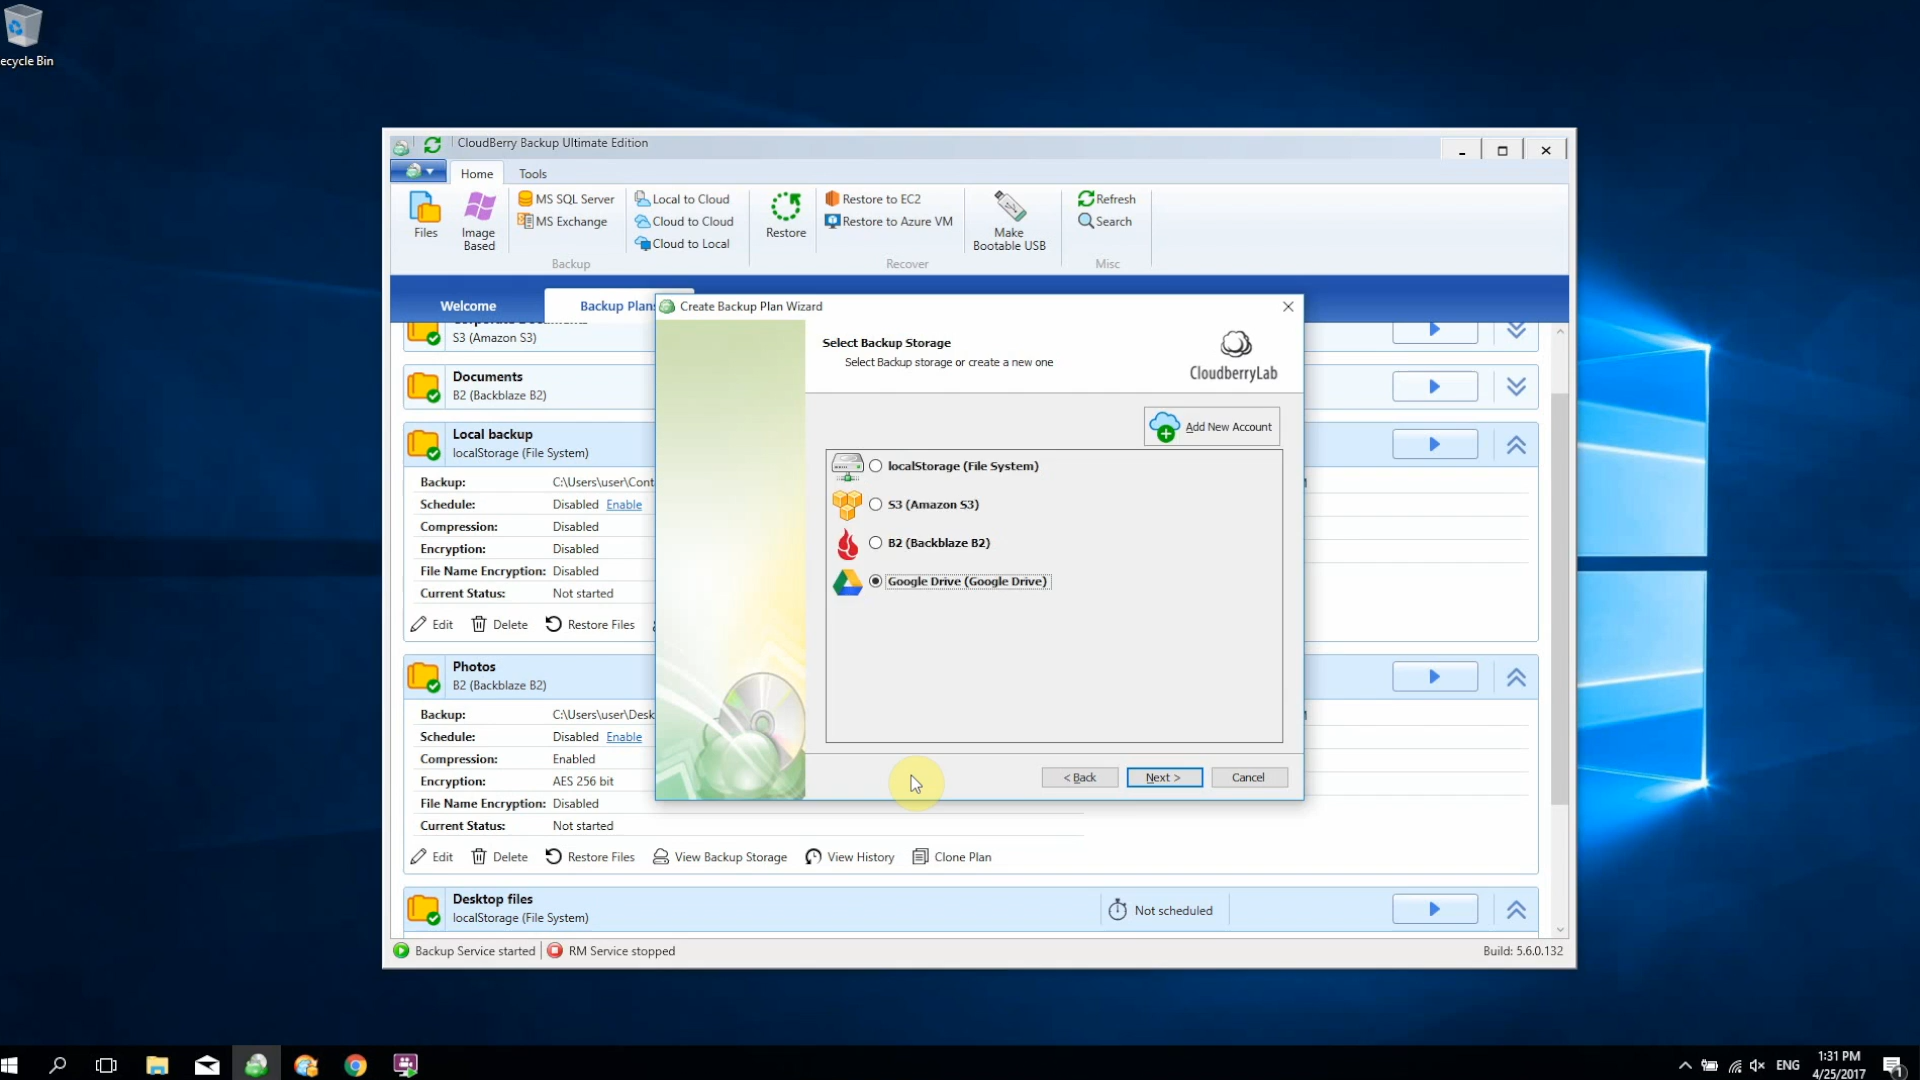 ecycle Bin
CloudBerry Backup Ultimate Edition
Home
Tools
Files
Image
Based
MS SQL Server
MS Exchange
Local to Cloud
Cloud to Cloud
Cloud to Local
Backup
Restore
Restore to EC2
Restore to Azure VM
Recover
Make
Bootable USB
Refresh
Search
Misc
Welcome
Backup Plans
S3 (Amazon S3)
Documents
B2 (Backblaze B2)
Local backup
localStorage (File System)
Backup: C:\Users\user\Cont
Schedule: Disabled Enable
Compression: Disabled
Encryption: Disabled
File Name Encryption: Disabled
Current Status: Not started
Edit Delete Restore Files
Photos
B2 (Backblaze B2)
Backup: C:\Users\user\Desk
Schedule: Disabled Enable
Compression: Enabled
Encryption: AES 256 bit
File Name Encryption: Disabled
Current Status: Not started
Edit Delete Restore Files View Backup Storage View History Clone Plan
Desktop files
localStorage (File System)
Not scheduled
Backup Service started RM Service stopped
Build: 5.6.0.132
Create Backup Plan Wizard
Select Backup Storage
Select Backup storage or create a new one
CloudberryLab
Add New Account
localStorage (File System)
S3 (Amazon S3)
B2 (Backblaze B2)
Google Drive (Google Drive)
< Back Next > Cancel
ENG
1:31 PM
4/25/2017
1